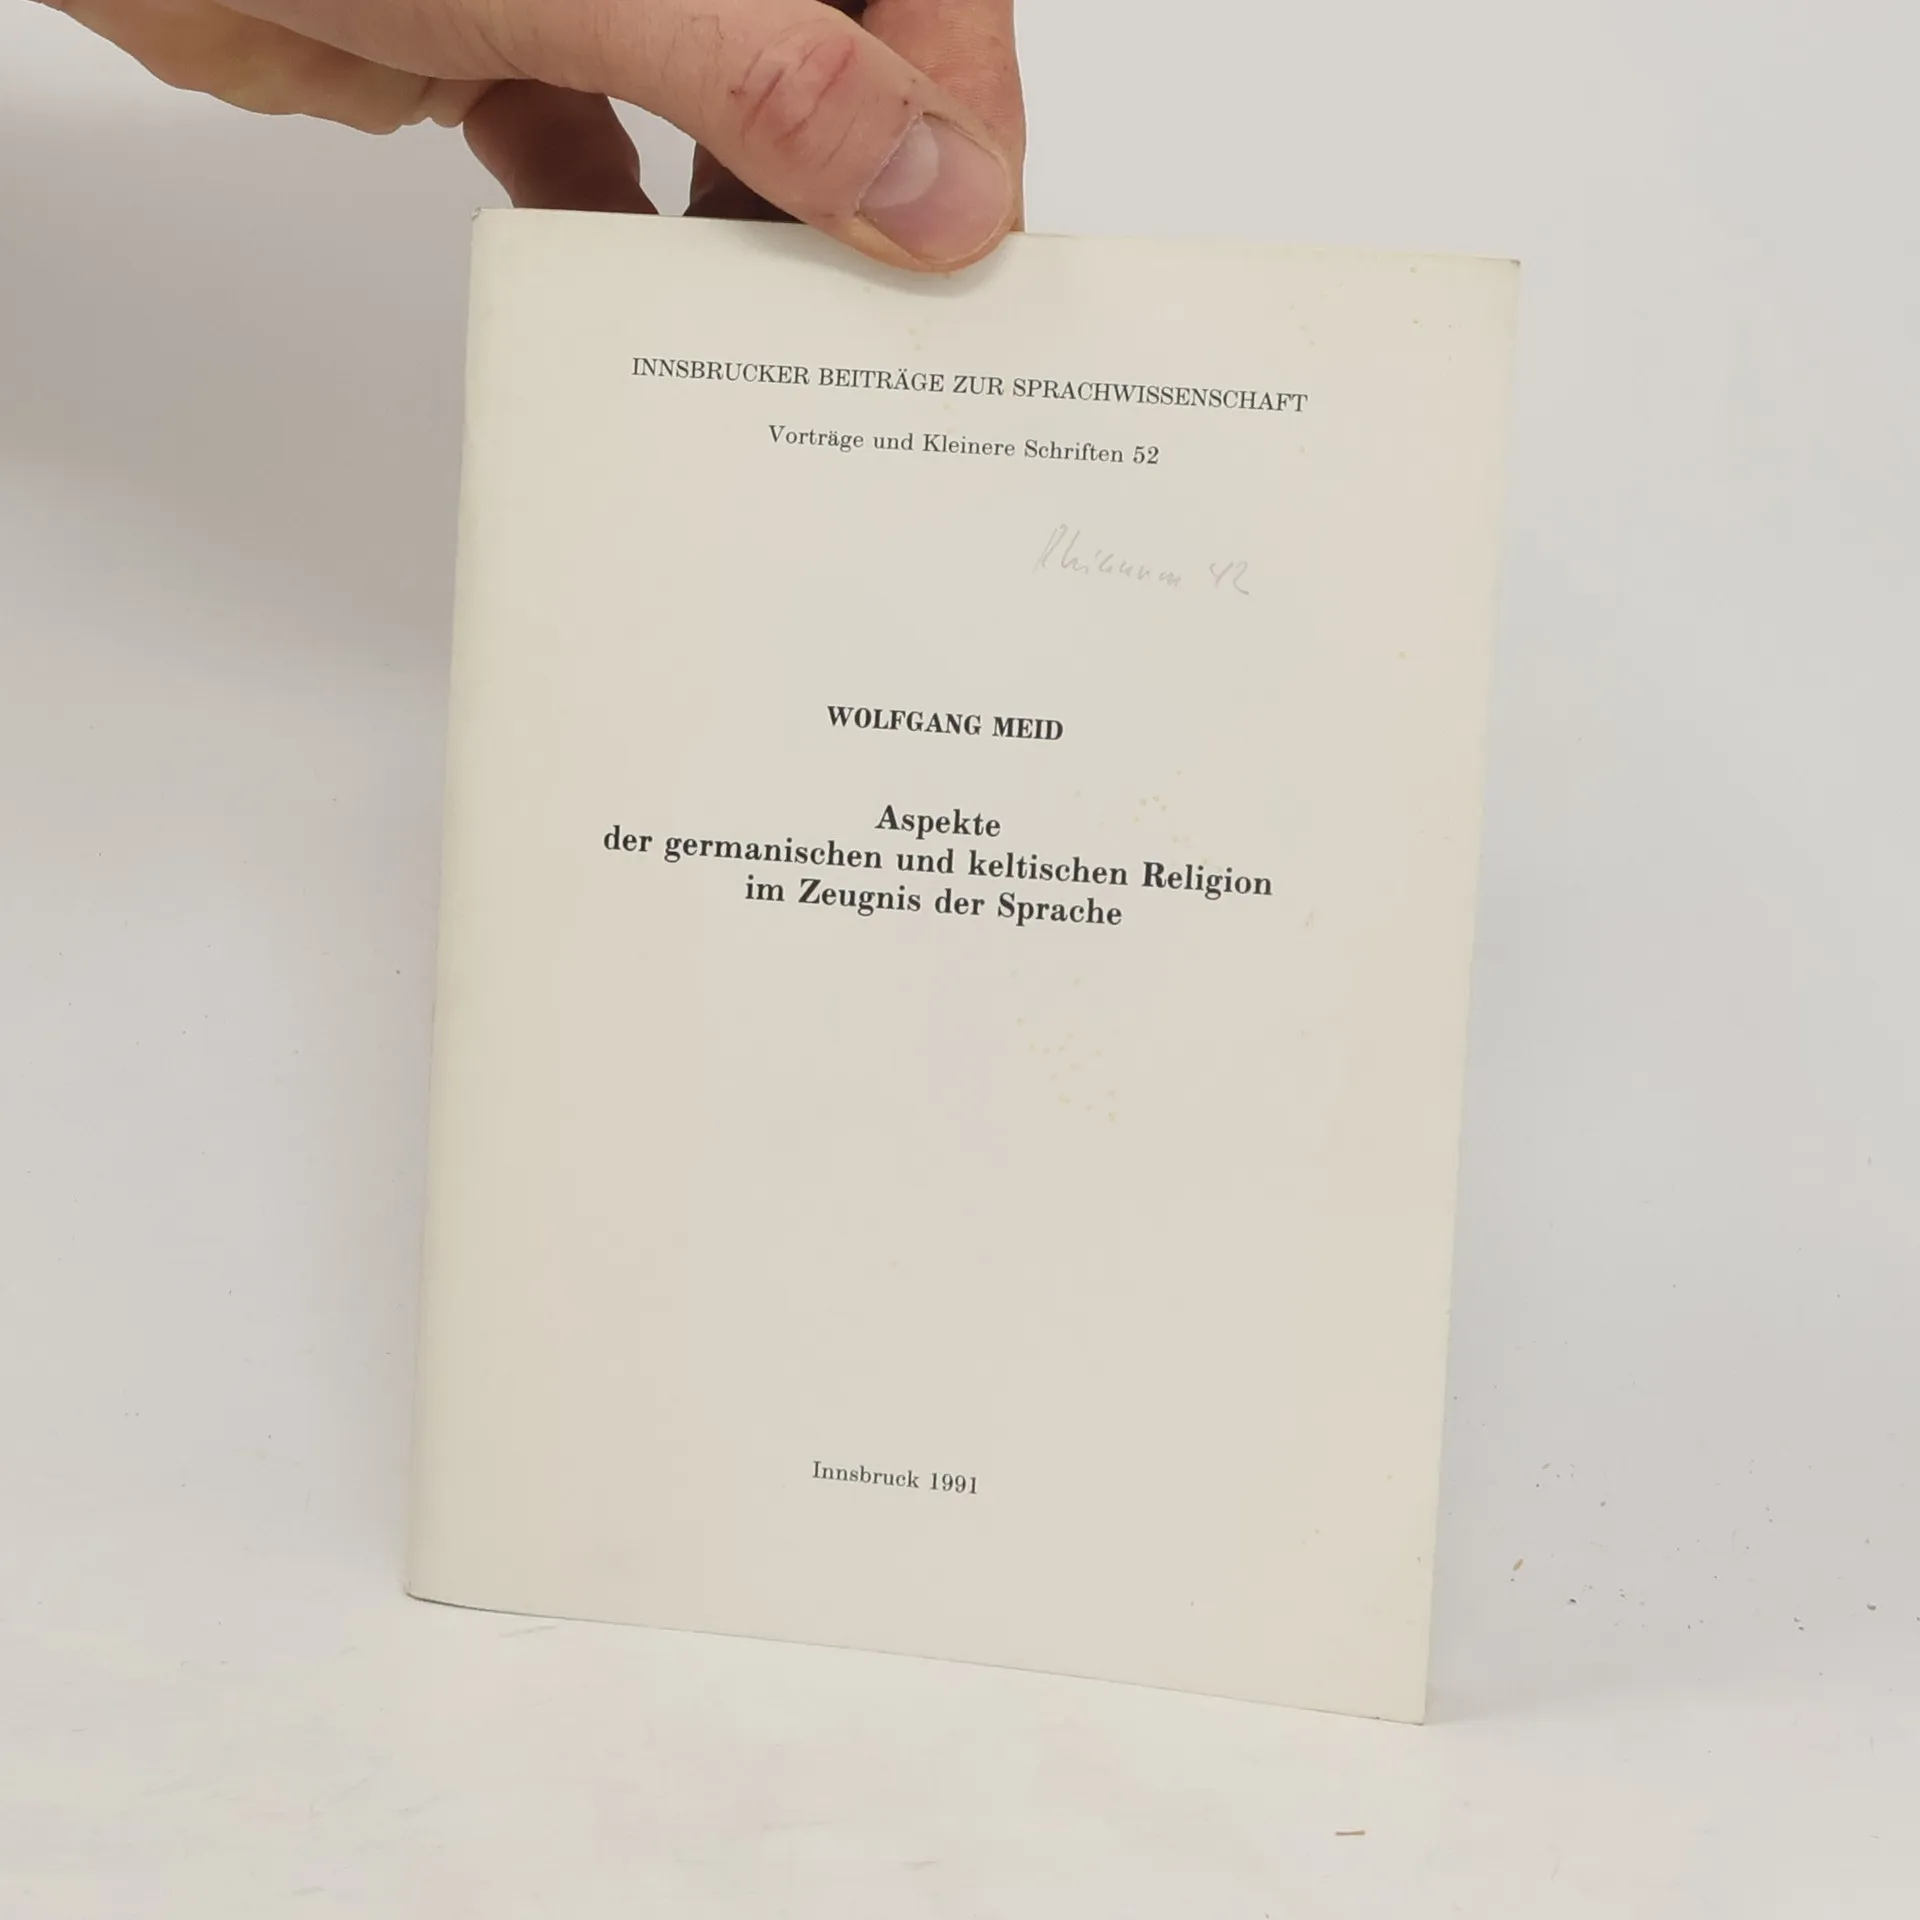 INNSBRUCKER BEITRÄGE ZUR SPRACHWISSENSCHAFT
Vorträge und Kleinere Schriften 52
WOLFGANG MEID
Aspekte
der germanischen und keltischen Religion
im Zeugnis der Sprache
Innsbruck 1991